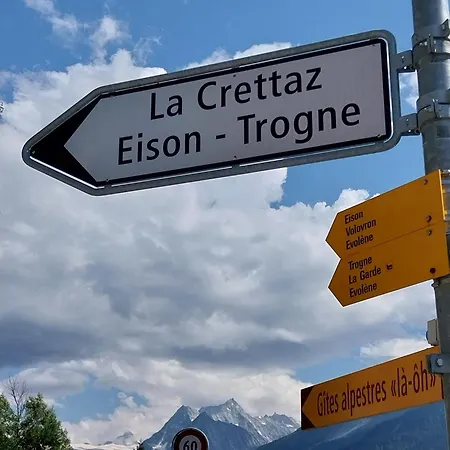 La Crettaz
Eison - Trogne
Eison
Volovron
Evolène
Trogne
La Garde
Evolène
Gîtes alpestres «là-ôh»
60